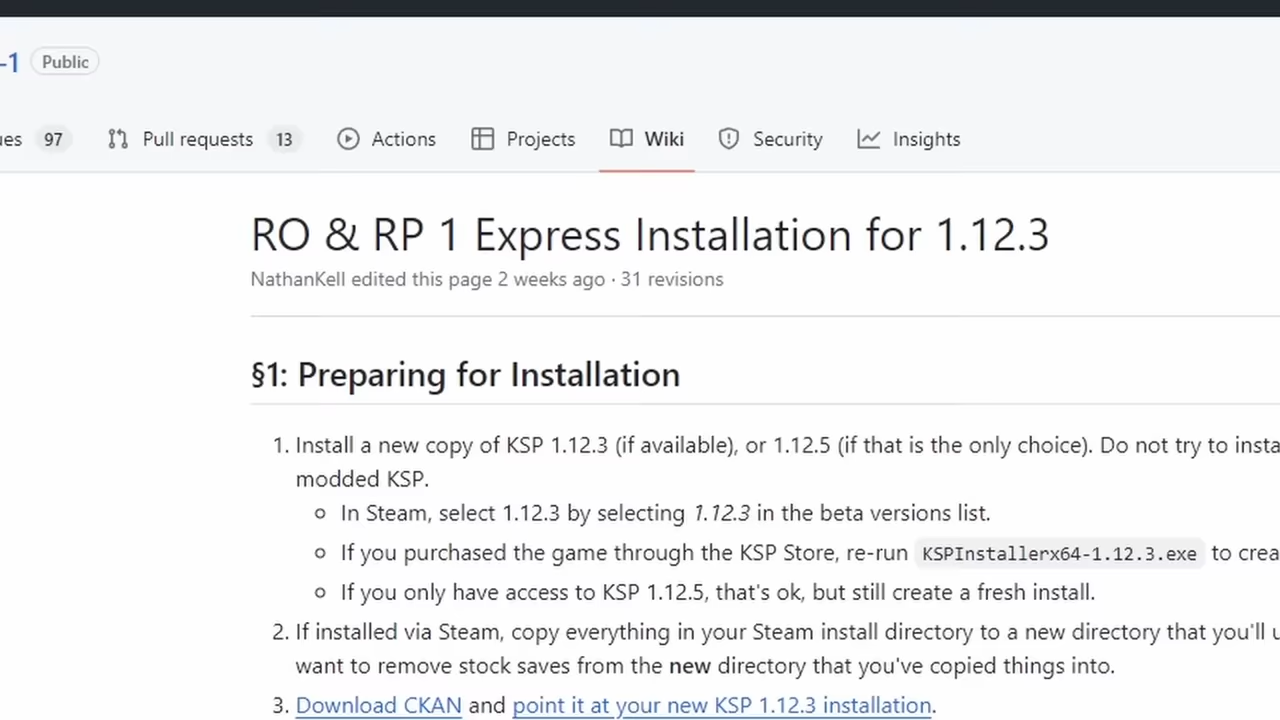 -1 Public
ues 97 Pull requests 13 Actions Projects Wiki Security Insights
RO & RP 1 Express Installation for 1.12.3
NathanKell edited this page 2 weeks ago · 31 revisions
§1: Preparing for Installation
1. Install a new copy of KSP 1.12.3 (if available), or 1.12.5 (if that is the only choice). Do not try to insta
modded KSP.
In Steam, select 1.12.3 by selecting 1.12.3 in the beta versions list.
If you purchased the game through the KSP Store, re-run KSPInstallerx64-1.12.3.exe to crea
If you only have access to KSP 1.12.5, that's ok, but still create a fresh install.
2. If installed via Steam, copy everything in your Steam install directory to a new directory that you'll u
want to remove stock saves from the new directory that you've copied things into.
3. Download CKAN and point it at your new KSP 1.12.3 installation.